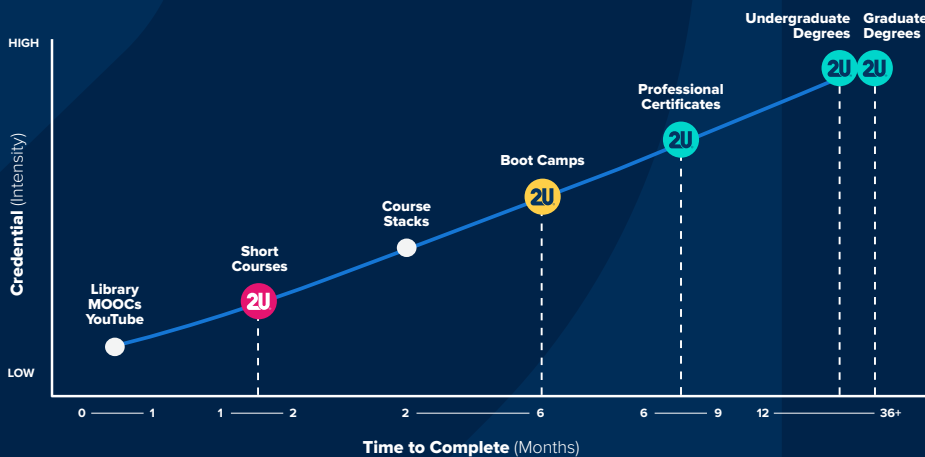 Undergraduate
Degrees
Graduate
Degrees
HIGH
2U
2U
Professional
Certificates
2U
Boot Camps
2U
Course
Stacks
Short
Courses
2U
Library
MOOCs
YouTube
Credential (Intensity)
LOW
0 1
1 2
2 6
6 9
12 36+
Time to Complete (Months)